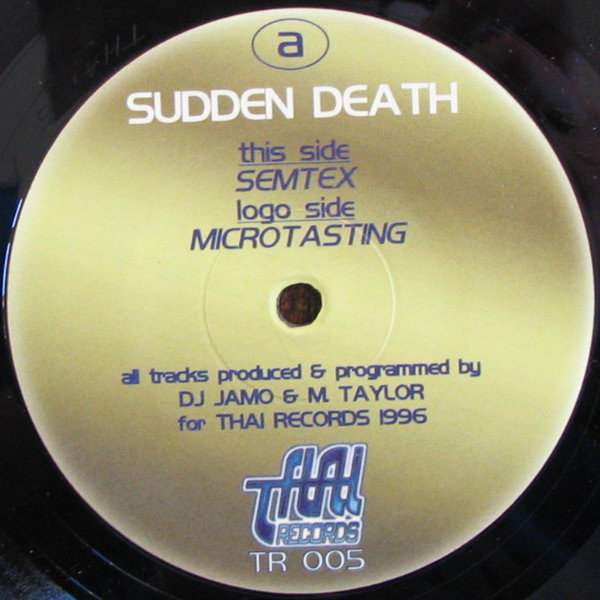 a
SUDDEN DEATH
this side
SEMTEX
logo side
MICROTASTING
all tracks produced & programmed by
DJ JAMO & M. TAYLOR
for THAI RECORDS 1996
THAI
RECORDS
TR 005